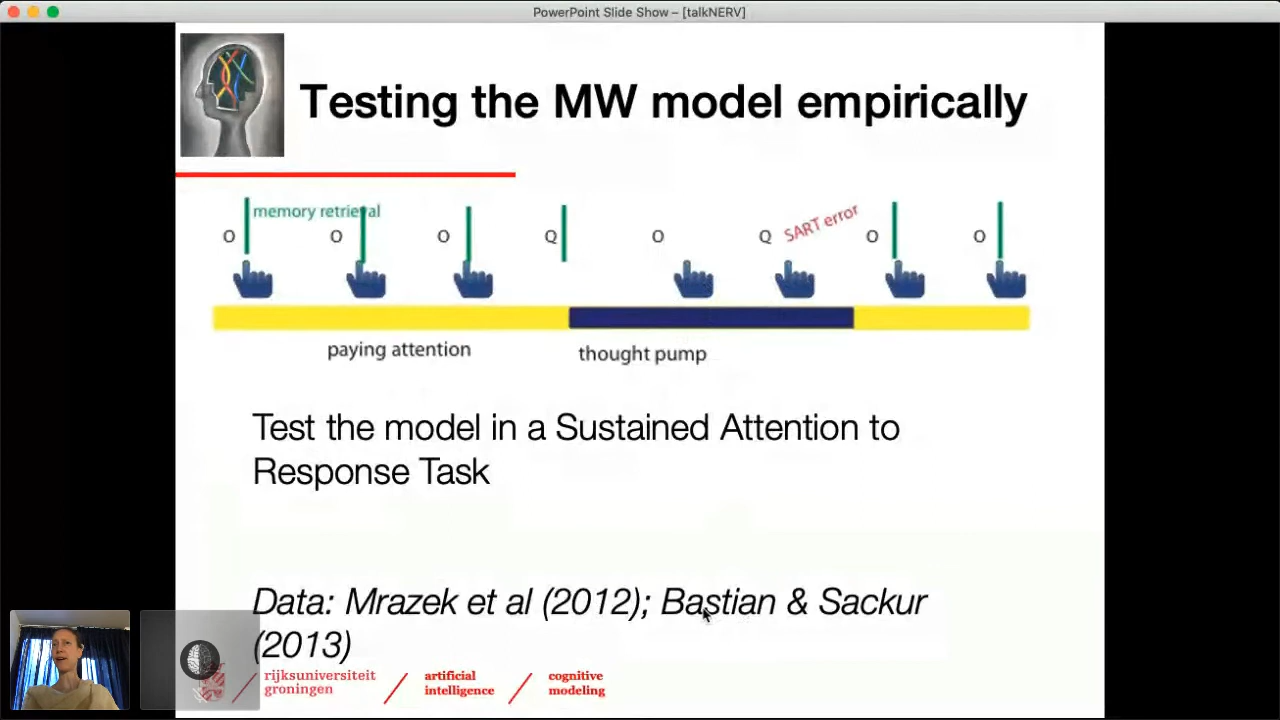 PowerPoint Slide Show – [talkNERV]
Testing the MW model empirically
memory retrieval
SART error
O O O Q O Q O O
paying attention
thought pump
Test the model in a Sustained Attention to
Response Task
Data: Mrazek et al (2012); Bastian & Sackur
(2013)
rijksuniversiteit
groningen
artificial
intelligence
cognitive
modeling